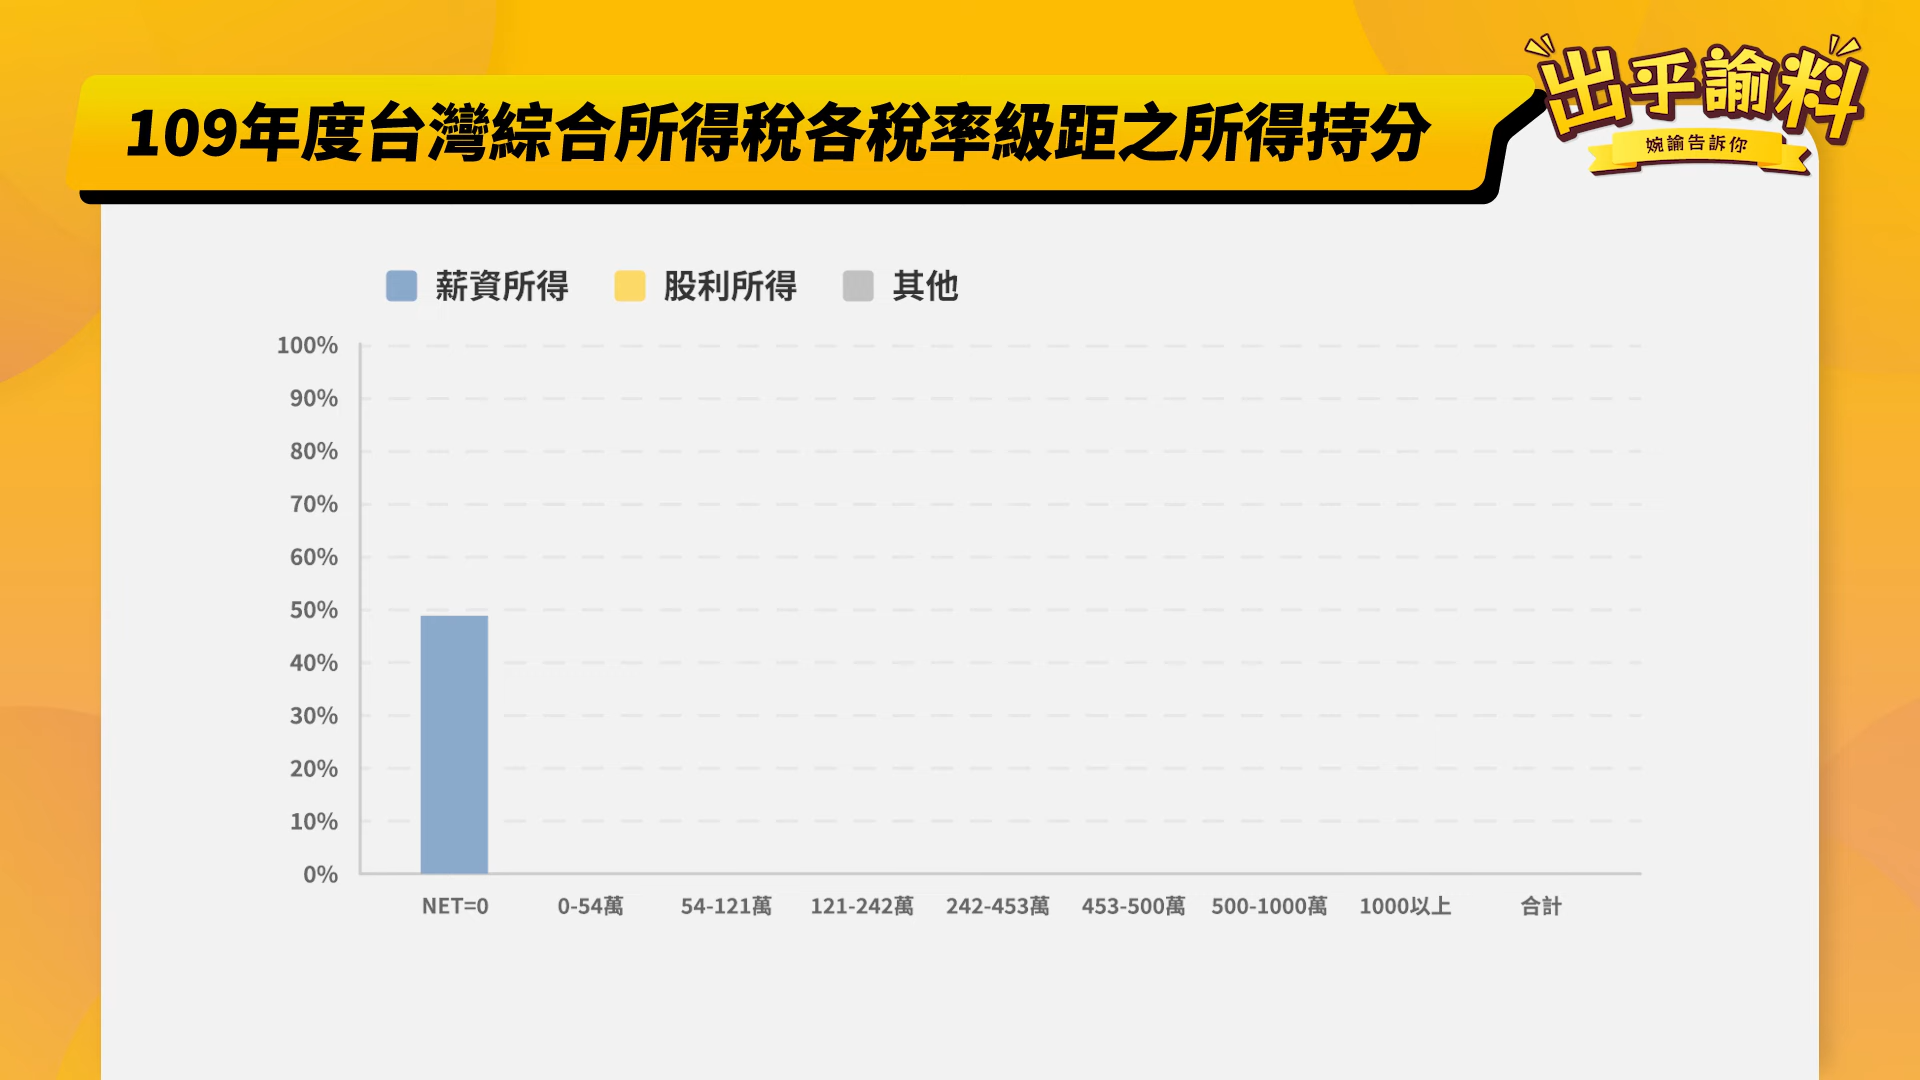 109年度台灣綜合所得稅各稅率級距之所得持分
出乎諭料
婉諭告訴你
薪資所得 股利所得 其他
100%
90%
80%
70%
60%
50%
40%
30%
20%
10%
0%
NET=0 0-54萬 54-121萬 121-242萬 242-453萬 453-500萬 500-1000萬 1000以上 合計